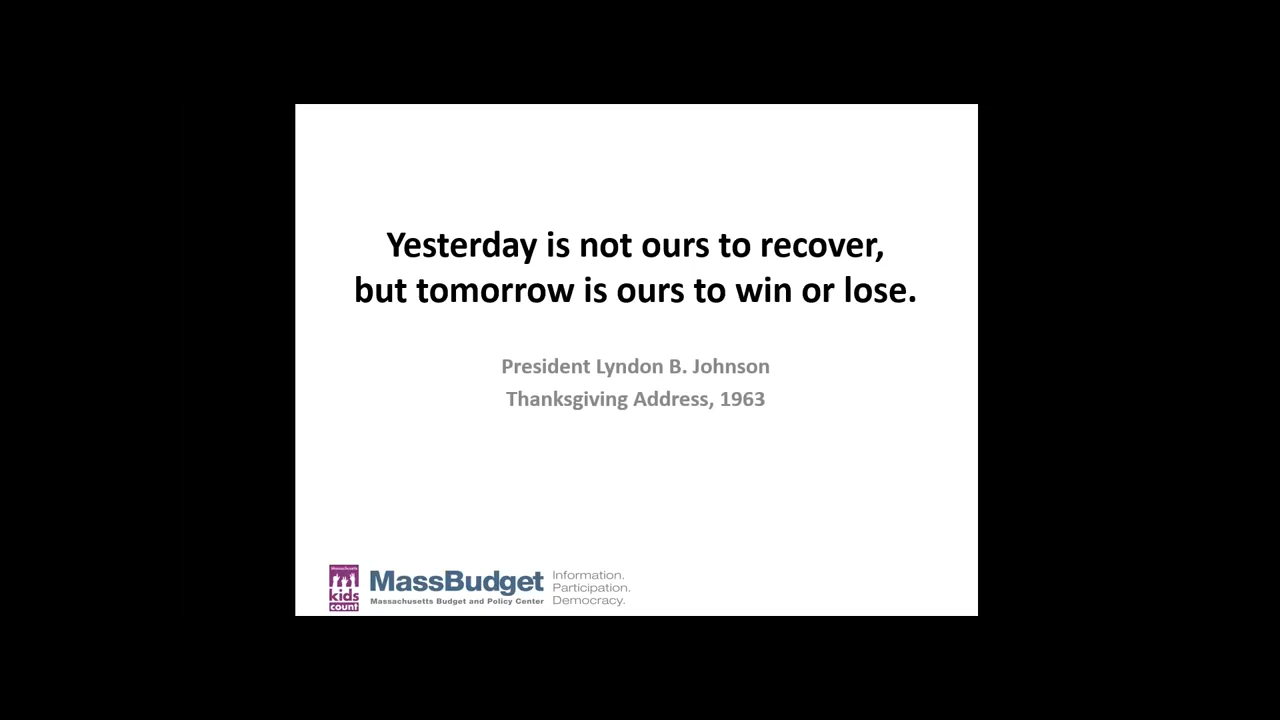 Yesterday is not ours to recover,
but tomorrow is ours to win or lose.
President Lyndon B. Johnson
Thanksgiving Address, 1963
Massachusetts
kids
count
MassBudget
Massachusetts Budget and Policy Center
Information.
Participation.
Democracy.